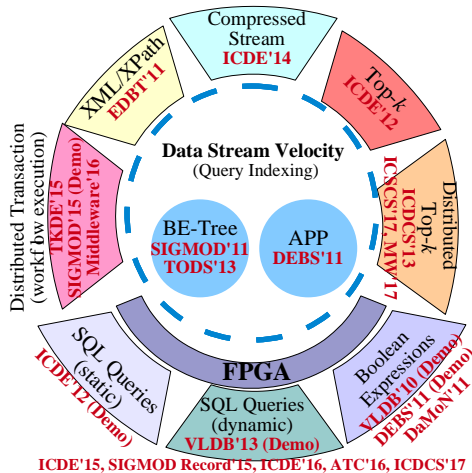 Compressed
Stream
ICDE'14
XML/XPath
EDBT'11
Top-k
ICDE'12
Data Stream Velocity
(Query Indexing)
Distributed Transaction
(workflow execution)
TKDE'15
SIGMOD'15 (Demo)
Middleware'16
Distributed
Top-k
ICDCS'13
ICSCS'17, MW'17
BE-Tree
SIGMOD'11
TODS'13
APP
DEBS'11
FPGA
SQL Queries
(static)
ICDE'12 (Demo)
SQL Queries
(dynamic)
VLDB'13 (Demo)
Boolean
Expressions
VLDB'10 (Demo)
DEBS'11 (Demo)
DaMoN'11
ICDE'15, SIGMOD Record'15, ICDE'16, ATC'16, ICDCS'17